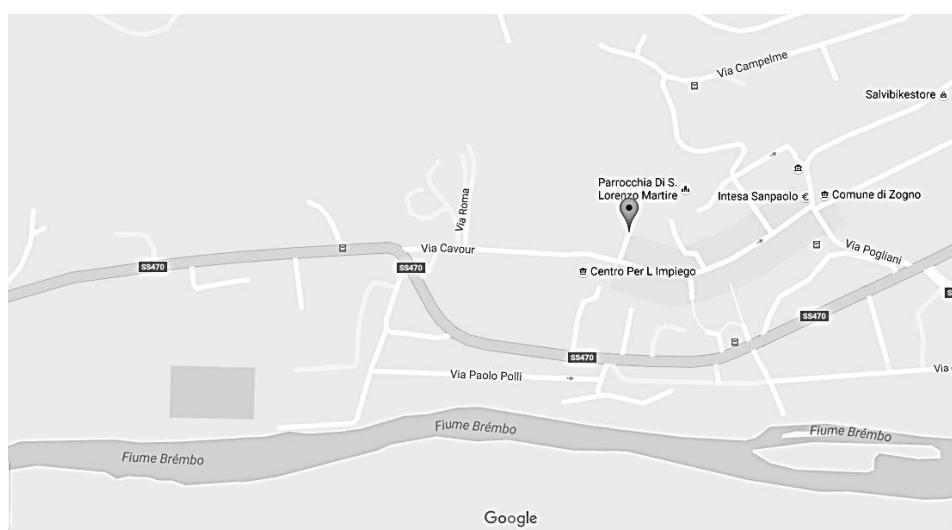 Via Campelme
Salvibikestore
Parrocchia Di S.
Lorenzo Martire
Intesa Sanpaolo €
Comune di Zogno
Via Roma
Via Cavour
Via Pogliani
SS470
SS470
Centro Per L Impiego
SS470
SS470
Via Paolo Polli
Fiume Brémbo
Fiume Brémbo
Fiume Brémbo
Google